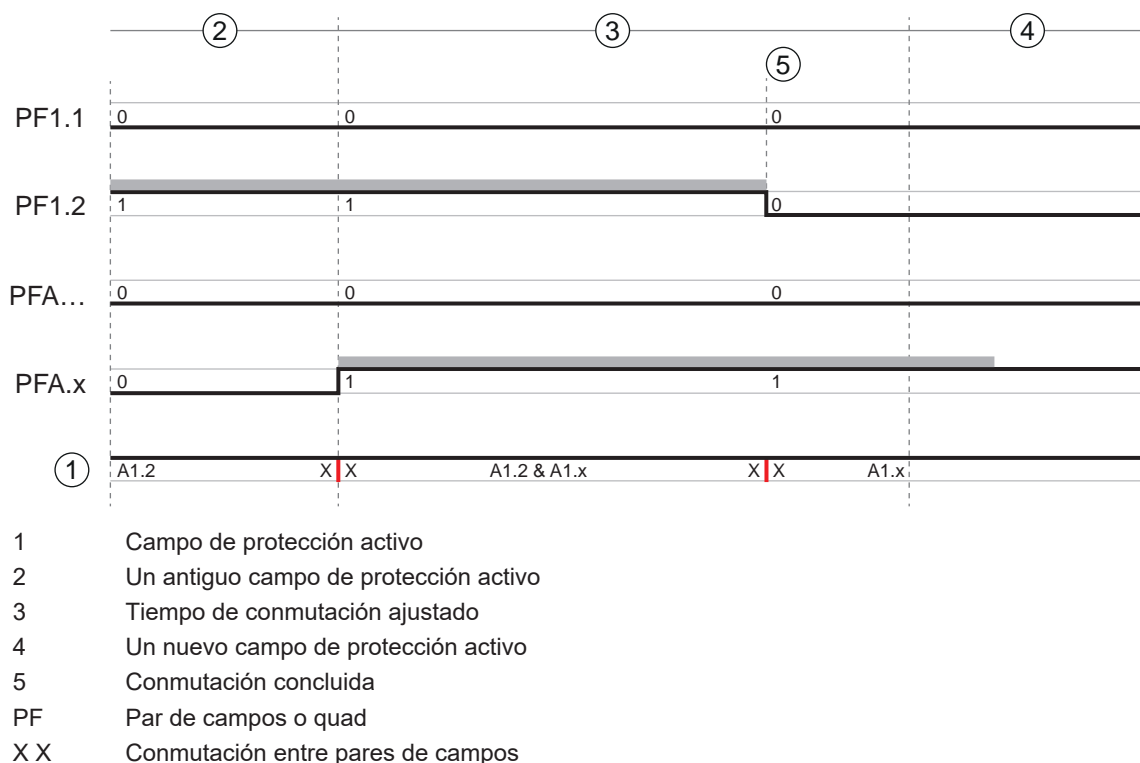 ② ③ ④
⑤
PF1.1 0 0 0
PF1.2 1 1 0
PFA… 0 0 0
PFA.x 0 1 1
① A1.2 X X A1.2 & A1.x X X A1.x
1 Campo de protección activo
2 Un antiguo campo de protección activo
3 Tiempo de conmutación ajustado
4 Un nuevo campo de protección activo
5 Conmutación concluida
PF Par de campos o quad
X X Conmutación entre pares de campos